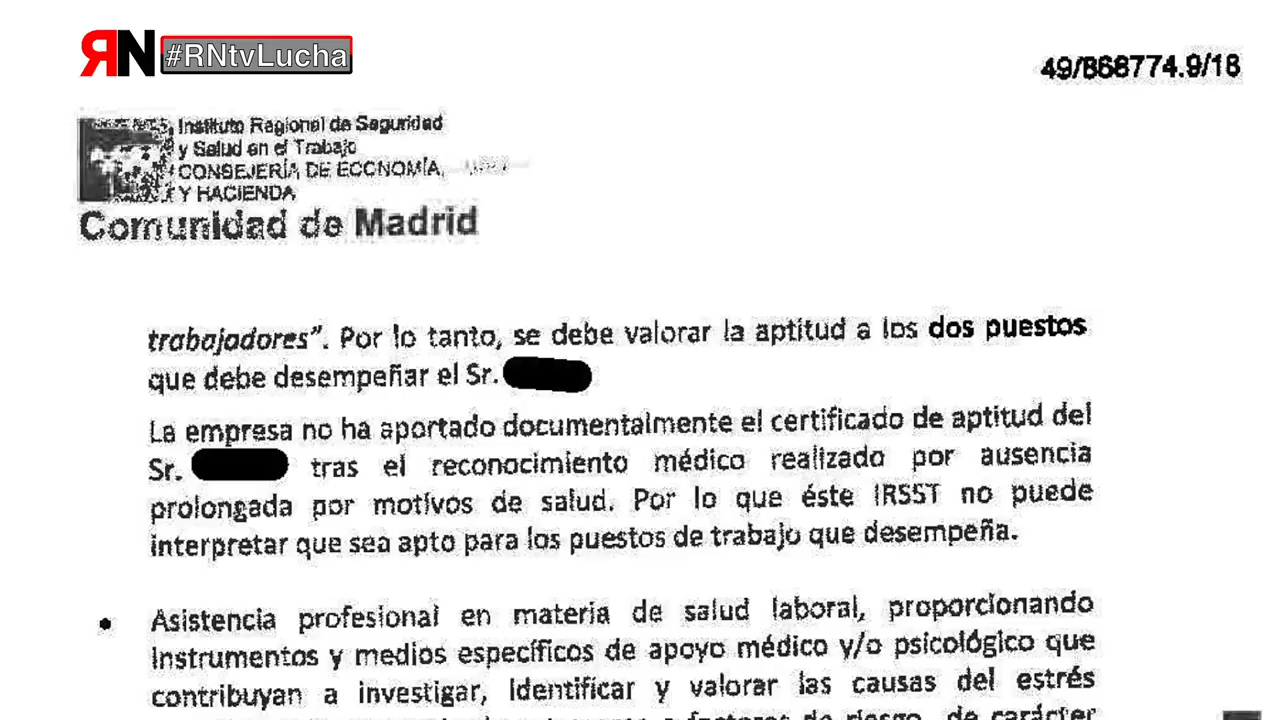 RN #RNtvLucha
49/868774.9/18
Instituto Regional de Seguridad
y Salud en el Trabajo
CONSEJERÍA DE ECONOMÍA,
Y HACIENDA
Comunidad de Madrid
trabajadores". Por lo tanto, se debe valorar la aptitud a los dos puestos
que debe desempeñar el Sr.
La empresa no ha aportado documentalmente el certificado de aptitud del
Sr. tras el reconocimiento médico realizado por ausencia
prolongada por motivos de salud. Por lo que éste IRSST no puede
interpretar que sea apto para los puestos de trabajo que desempeña.
• Asistencia profesional en materia de salud laboral, proporcionando
instrumentos y medios específicos de apoyo médico y/o psicológico que
contribuyan a investigar, identificar y valorar las causas del estrés
a factores de riesgo de carácter